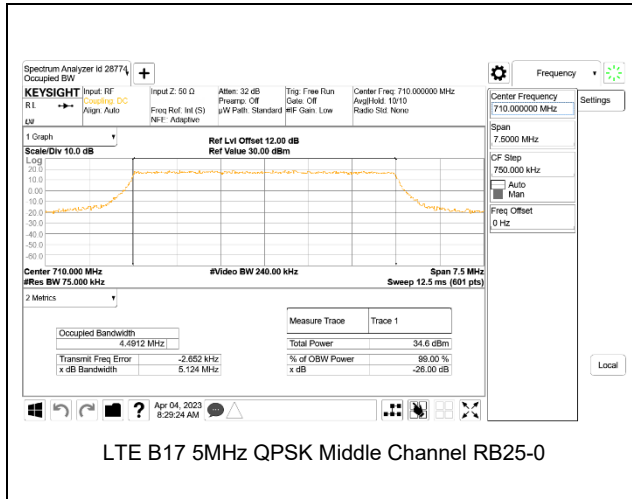 Spectrum Analyzer Id 28774
Occupied BW
KEYSIGHT Input: RF
Coupling: DC
Align: Auto
RL
Input Z: 50 Ω
Freq Ref: Int (S)
NFE: Adaptive
Atten: 32 dB
Preamp: Off
µW Path: Standard
Trig: Free Run
Gate: Off
#IF Gain: Low
Center Freq: 710.000000 MHz
Avg|Hold: 10/10
Radio Std: None
Frequency
Settings
Center Frequency
710.000000 MHz
Span
7.5000 MHz
CF Step
750.000 kHz
Auto
Man
Freq Offset
0 Hz
Local
1 Graph
Scale/Div 10.0 dB
Ref Lvl Offset 12.00 dB
Ref Value 30.00 dBm
Log
20.0
10.0
0.00
-10.0
-20.0
-30.0
-40.0
-50.0
-60.0
Center 710.000 MHz
#Video BW 240.00 kHz
Span 7.5 MHz
#Res BW 75.000 kHz
Sweep 12.5 ms (601 pts)
2 Metrics
Measure Trace Trace 1
Occupied Bandwidth
4.4912 MHz
Total Power 34.6 dBm
Transmit Freq Error -2.652 kHz
% of OBW Power 99.00 %
x dB Bandwidth 5.124 MHz
x dB -26.00 dB
?
Apr 04, 2023
8:29:24 AM
LTE B17 5MHz QPSK Middle Channel RB25-0